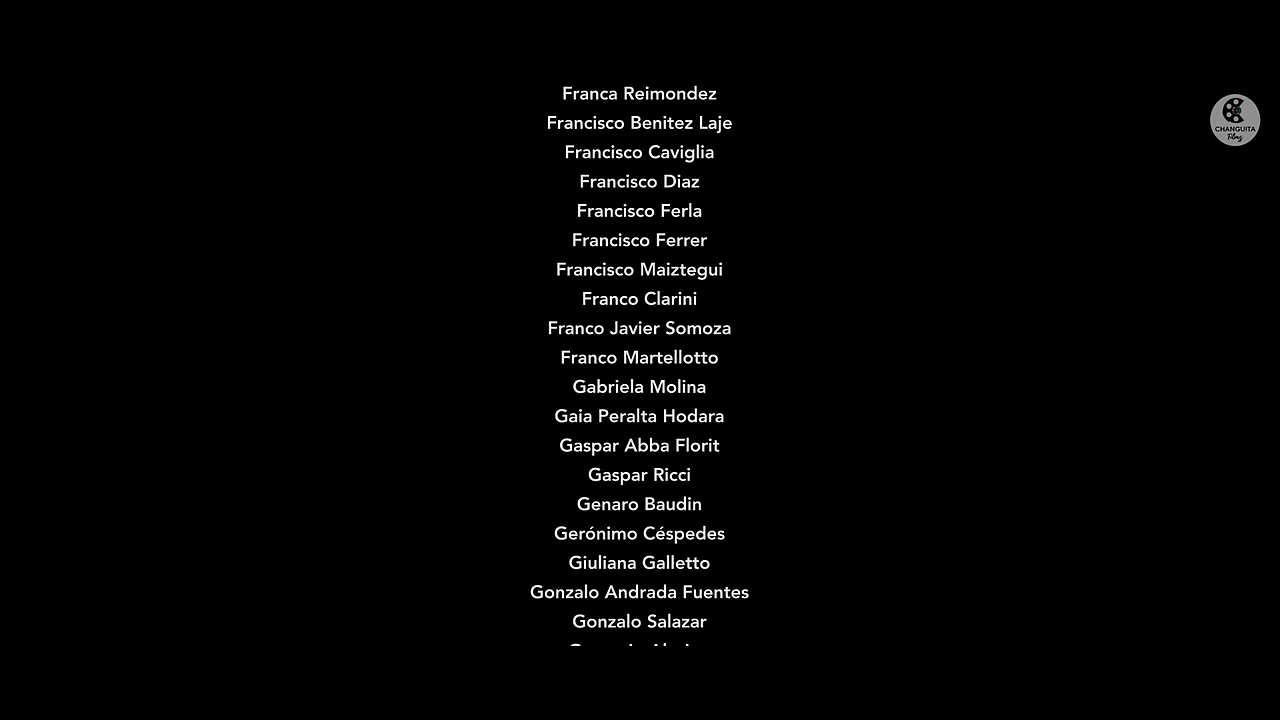 Franca Reimondez
Francisco Benitez Laje
Francisco Caviglia
Francisco Diaz
Francisco Ferla
Francisco Ferrer
Francisco Maiztegui
Franco Clarini
Franco Javier Somoza
Franco Martellotto
Gabriela Molina
Gaia Peralta Hodara
Gaspar Abba Florit
Gaspar Ricci
Genaro Baudin
Gerónimo Céspedes
Giuliana Galletto
Gonzalo Andrada Fuentes
Gonzalo Salazar
CHANGUITA
Films